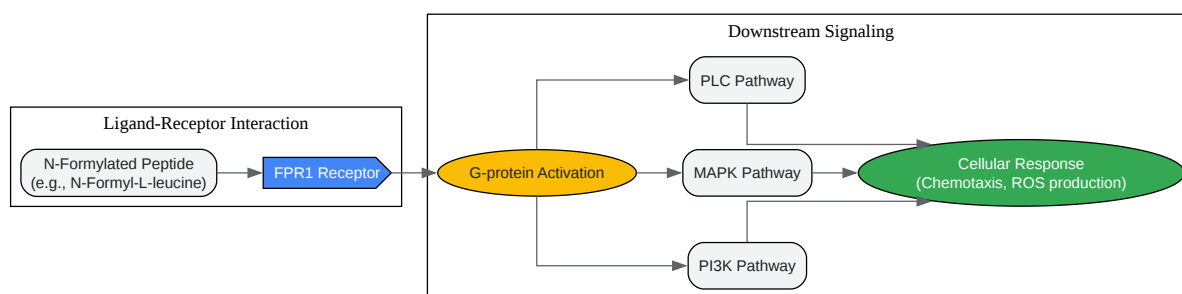 Ligand-Receptor Interaction
N-Formylated Peptide
(e.g., N-Formyl-L-leucine)
FPR1 Receptor
Downstream Signaling
G-protein Activation
PLC Pathway
MAPK Pathway
PI3K Pathway
Cellular Response
(Chemotaxis, ROS production)